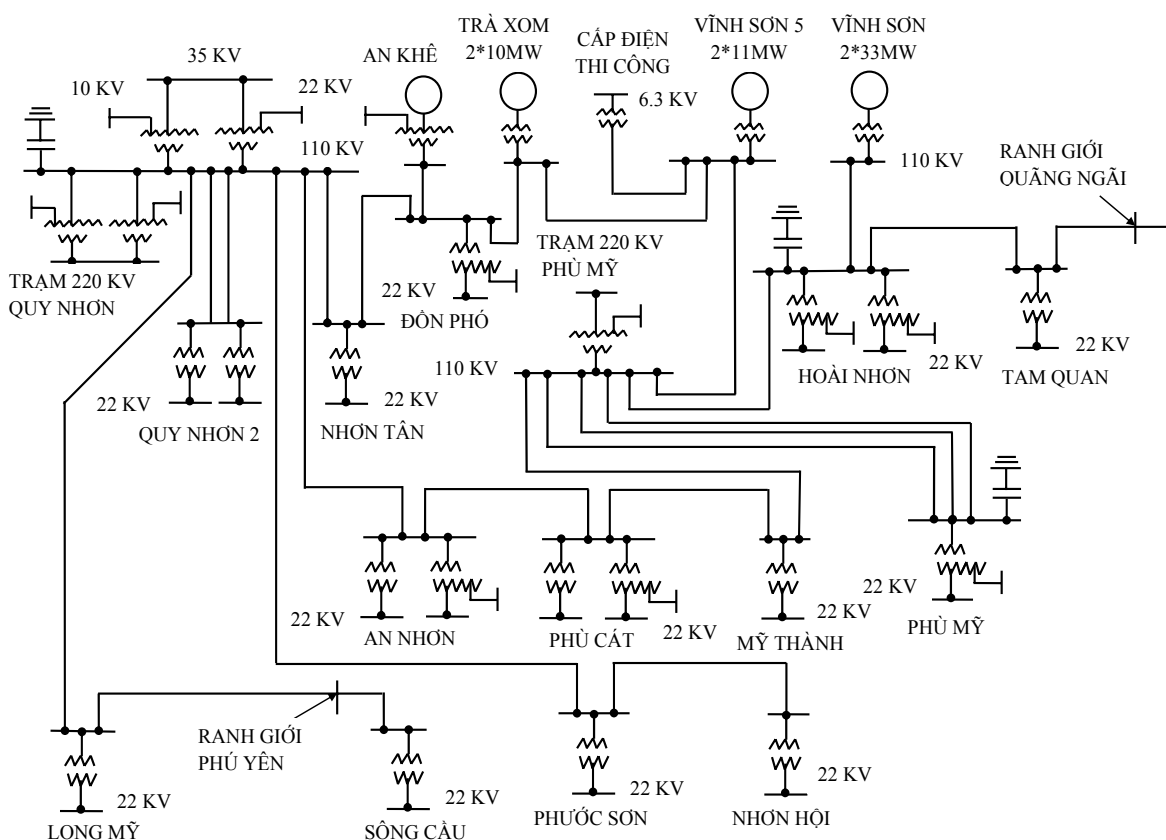 TRÀ XOM
2*10MW
CẤP ĐIỆN
THI CÔNG
VĨNH SƠN 5
2*11MW
VĨNH SƠN
2*33MW
35 KV
AN KHÊ
10 KV
22 KV
6.3 KV
110 KV
110 KV
RANH GIỚI
QUÃNG NGÃI
TRẠM 220 KV
QUY NHƠN
TRẠM 220 KV
PHÙ MỸ
22 KV
ĐỒN PHÓ
110 KV
22 KV
HOÀI NHƠN
22 KV
TAM QUAN
22 KV
QUY NHƠN 2
22 KV
NHƠN TÂN
22 KV
AN NHƠN
PHÙ CÁT
22 KV
22 KV
MỸ THÀNH
22 KV
PHÙ MỸ
RANH GIỚI
PHÚ YÊN
22 KV
LONG MỸ
22 KV
SÔNG CẦU
22 KV
PHƯỚC SƠN
22 KV
NHƠN HỘI